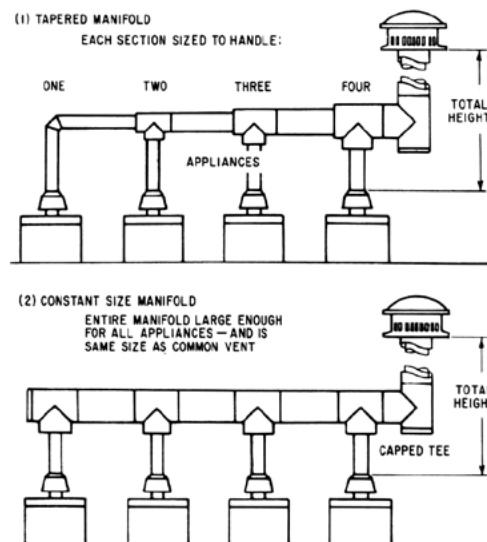 (1) TAPERED MANIFOLD
EACH SECTION SIZED TO HANDLE:
ONE TWO THREE FOUR
TOTAL
HEIGHT
APPLIANCES
(2) CONSTANT SIZE MANIFOLD
ENTIRE MANIFOLD LARGE ENOUGH
FOR ALL APPLIANCES—AND IS
SAME SIZE AS COMMON VENT
TOTAL
HEIGHT
CAPPED TEE